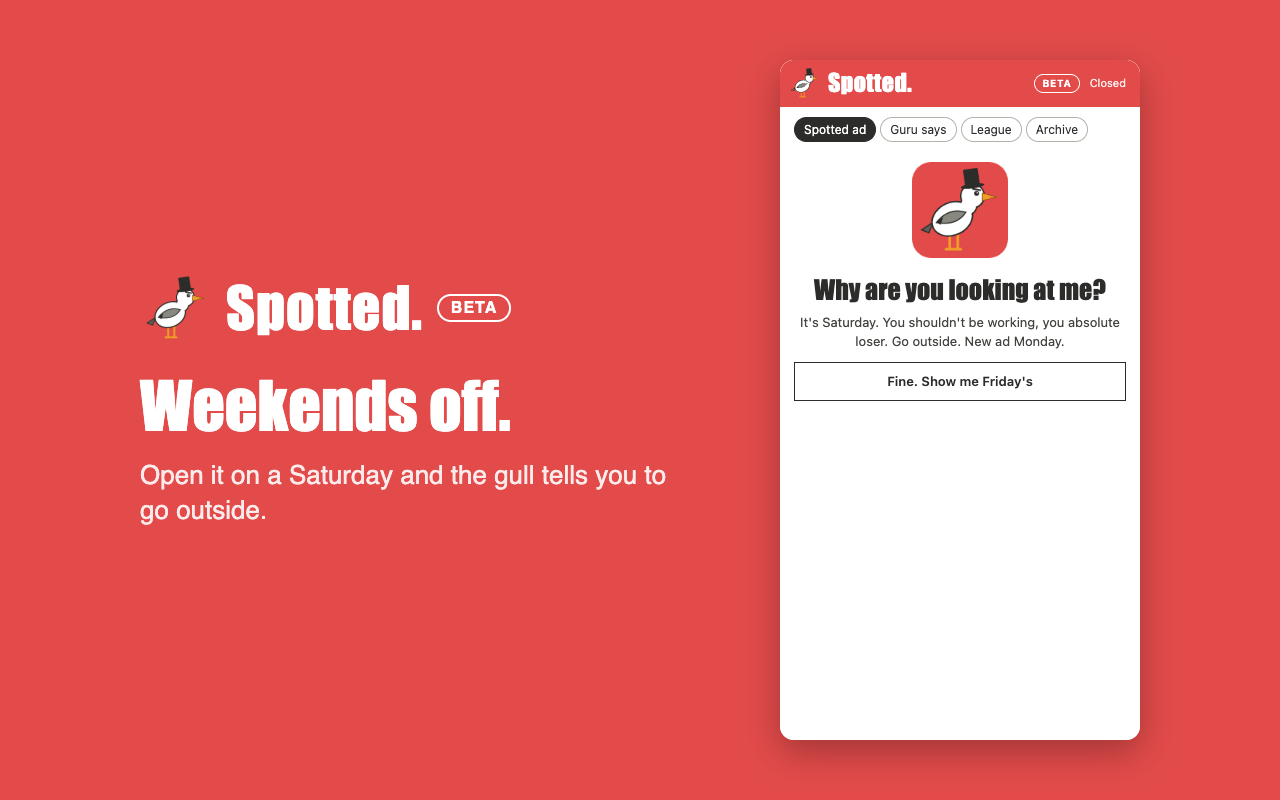 Spotted. BETA
Weekends off.
Open it on a Saturday and the gull tells you to
go outside.
Spotted. BETA Closed
Spotted ad Guru says League Archive
Why are you looking at me?
It's Saturday. You shouldn't be working, you absolute
loser. Go outside. New ad Monday.
Fine. Show me Friday's